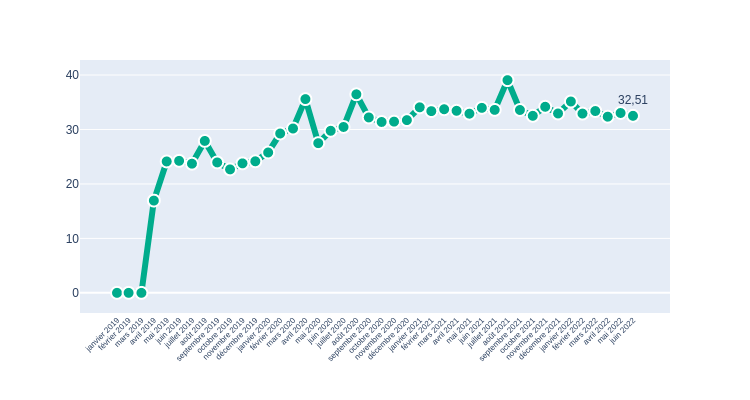 40
30
20
10
0
32,51
janvier 2019
février 2019
mars 2019
avril 2019
mai 2019
juin 2019
juillet 2019
août 2019
septembre 2019
octobre 2019
novembre 2019
décembre 2019
janvier 2020
février 2020
mars 2020
avril 2020
mai 2020
juin 2020
juillet 2020
août 2020
septembre 2020
octobre 2020
novembre 2020
décembre 2020
janvier 2021
février 2021
mars 2021
avril 2021
mai 2021
juin 2021
juillet 2021
août 2021
septembre 2021
octobre 2021
novembre 2021
décembre 2021
janvier 2022
février 2022
mars 2022
avril 2022
mai 2022
juin 2022